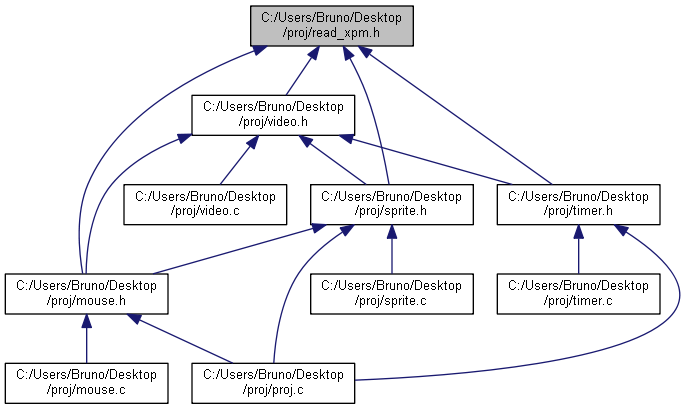 C:/Users/Bruno/Desktop
/proj/read_xpm.h
C:/Users/Bruno/Desktop
/proj/video.h
C:/Users/Bruno/Desktop
/proj/video.c
C:/Users/Bruno/Desktop
/proj/sprite.h
C:/Users/Bruno/Desktop
/proj/timer.h
C:/Users/Bruno/Desktop
/proj/mouse.h
C:/Users/Bruno/Desktop
/proj/sprite.c
C:/Users/Bruno/Desktop
/proj/timer.c
C:/Users/Bruno/Desktop
/proj/mouse.c
C:/Users/Bruno/Desktop
/proj/proj.c